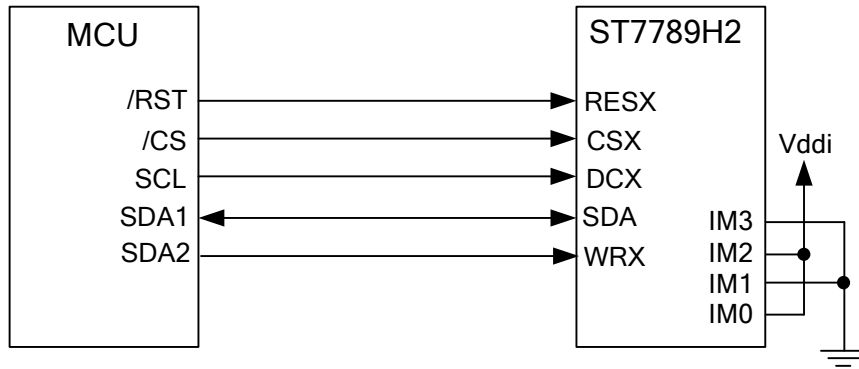 MCU
ST7789H2
/RST
RESX
/CS
CSX
Vddi
SCL
DCX
SDA1
SDA
IM3
SDA2
WRX
IM2
IM1
IM0